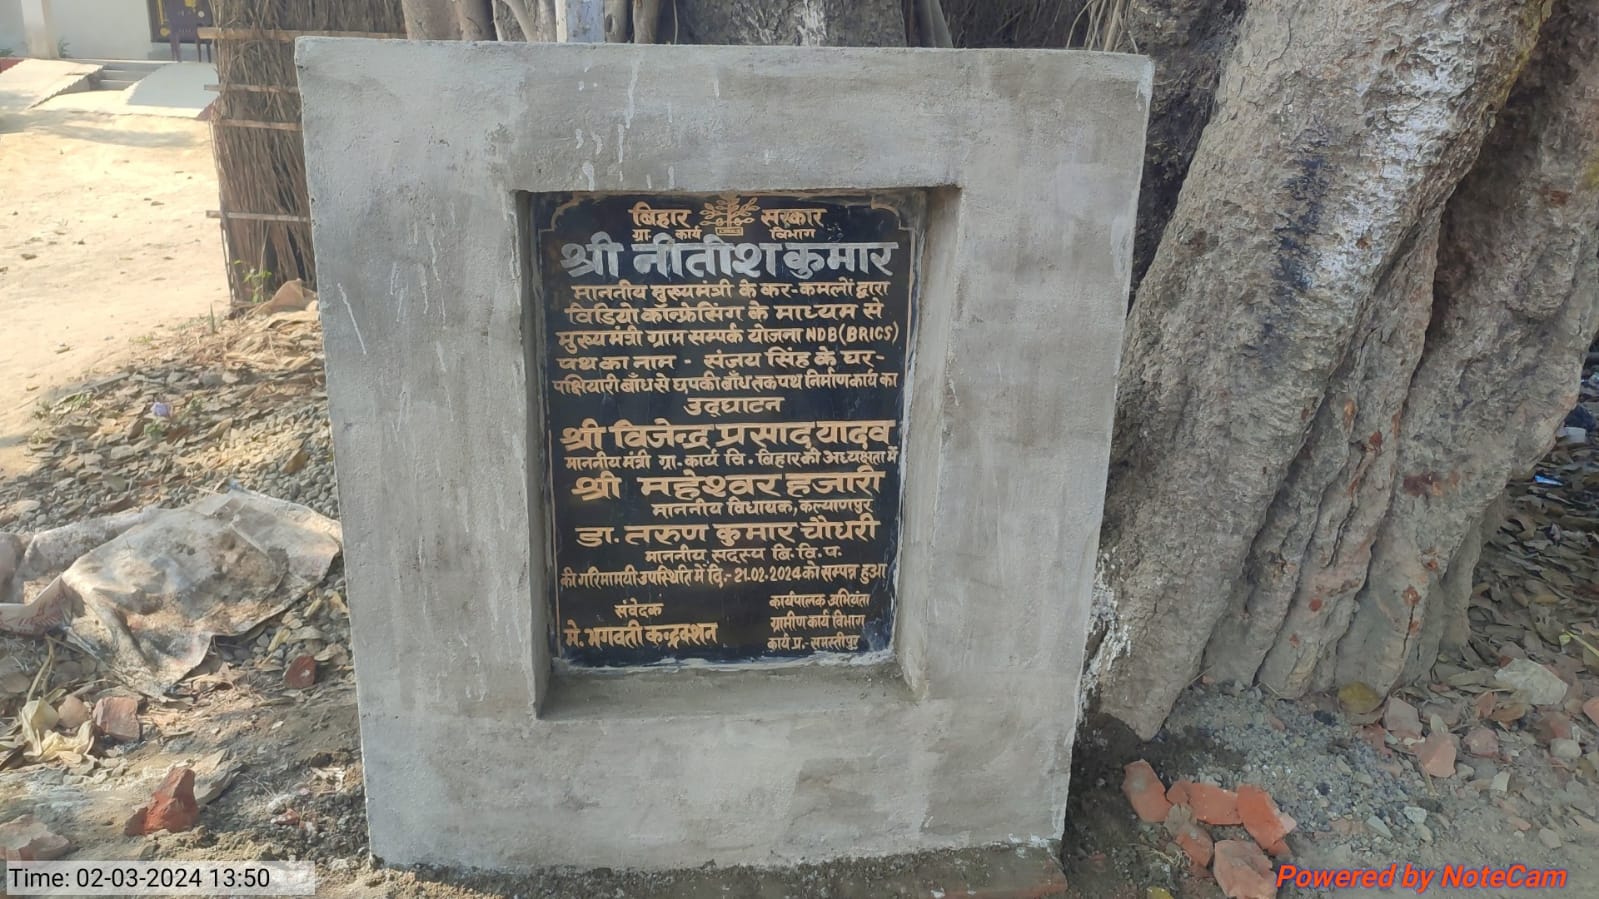 बिहार सरकार
ग्रा. कार्य विभाग
श्री नीतीश कुमार
माननीय मुख्यमंत्री के कर-कमलों द्वारा
विडियो कॉन्फ्रेंसिंग के माध्यम से
मुख्यमंत्री ग्राम सम्पर्क योजना NDB(BRICS)
पथ का नाम - संजय सिंह के घर-
पक्षियारी बाँध से छपकी बाँध तक पथ निर्माण कार्य का
उद्घाटन
श्री विजेन्द्र प्रसाद यादव
माननीय मंत्री ग्रा. कार्य वि. बिहार की अध्यक्षता में
श्री महेश्वर हजारी
माननीय विधायक, कल्याणपुर
डा. तरुण कुमार चौधरी
माननीय सदस्य बि. वि. प.
की गरिमामयी उपस्थिति में दि.- 21.02.2024 को सम्पन्न हुआ
संवेदक
मे. भगवती कन्ट्रक्शन
कार्यपालक अभियंता
ग्रामीण कार्य विभाग
कार्य प्र.- समस्तीपुर
Time: 02-03-2024 13:50
Powered by NoteCam